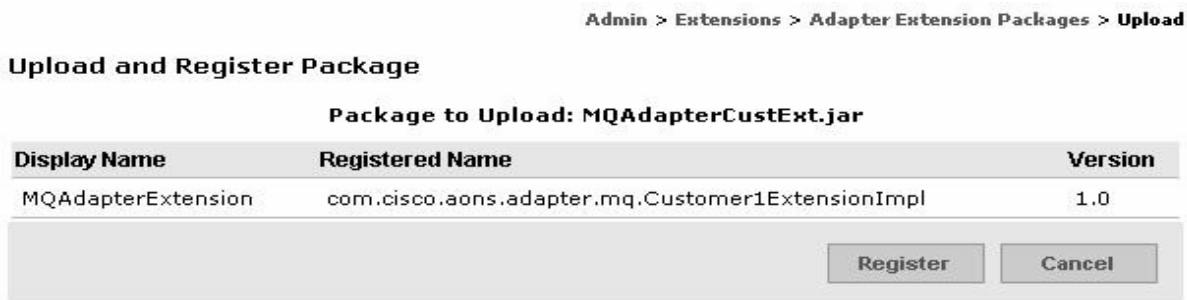 Admin > Extensions > Adapter Extension Packages > Upload
Upload and Register Package
Package to Upload: MQAdapterCustExt.jar
Display Name Registered Name Version
MQAdapterExtension com.cisco.aons.adapter.mq.Customer1ExtensionImpl 1.0
Register Cancel